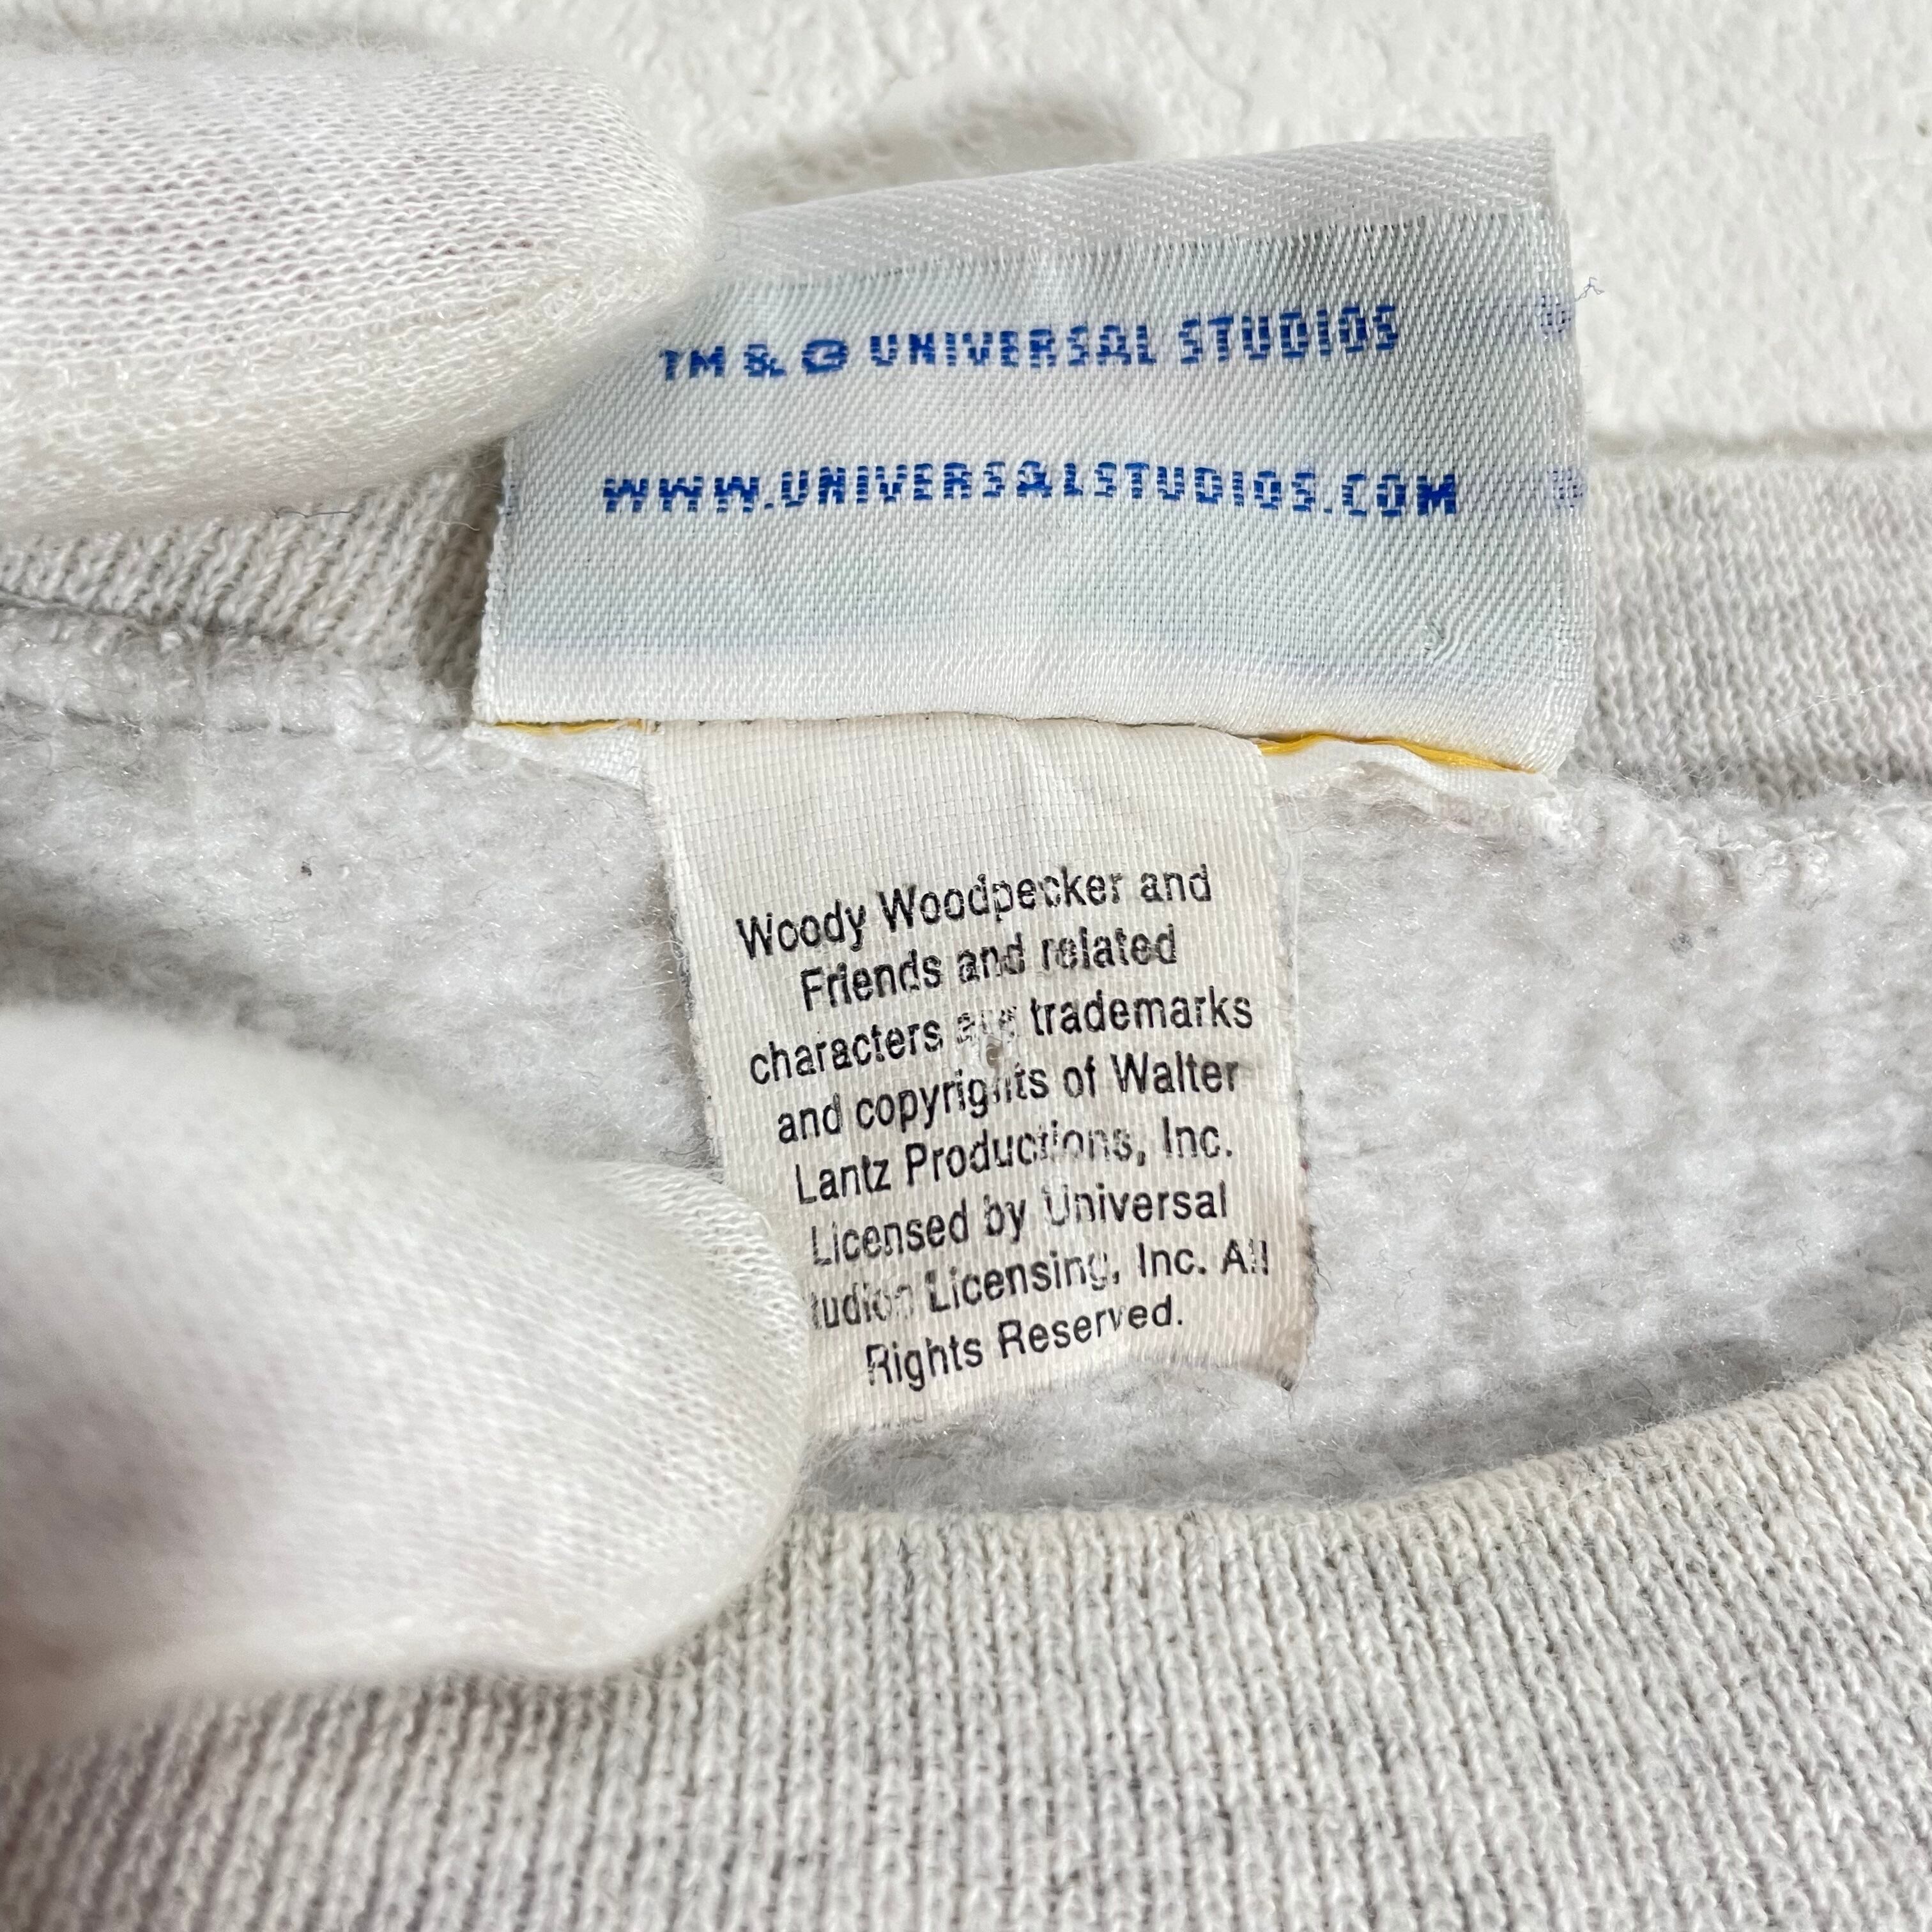 TM & © UNIVERSAL STUDIOS
WWW.UNIVERSALSTUDIOS.COM
Woody Woodpecker and
Friends and related
characters are trademarks
and copyrights of Walter
Lantz Productions, Inc.
Licensed by Universal
tudios Licensing, Inc. All
Rights Reserved.